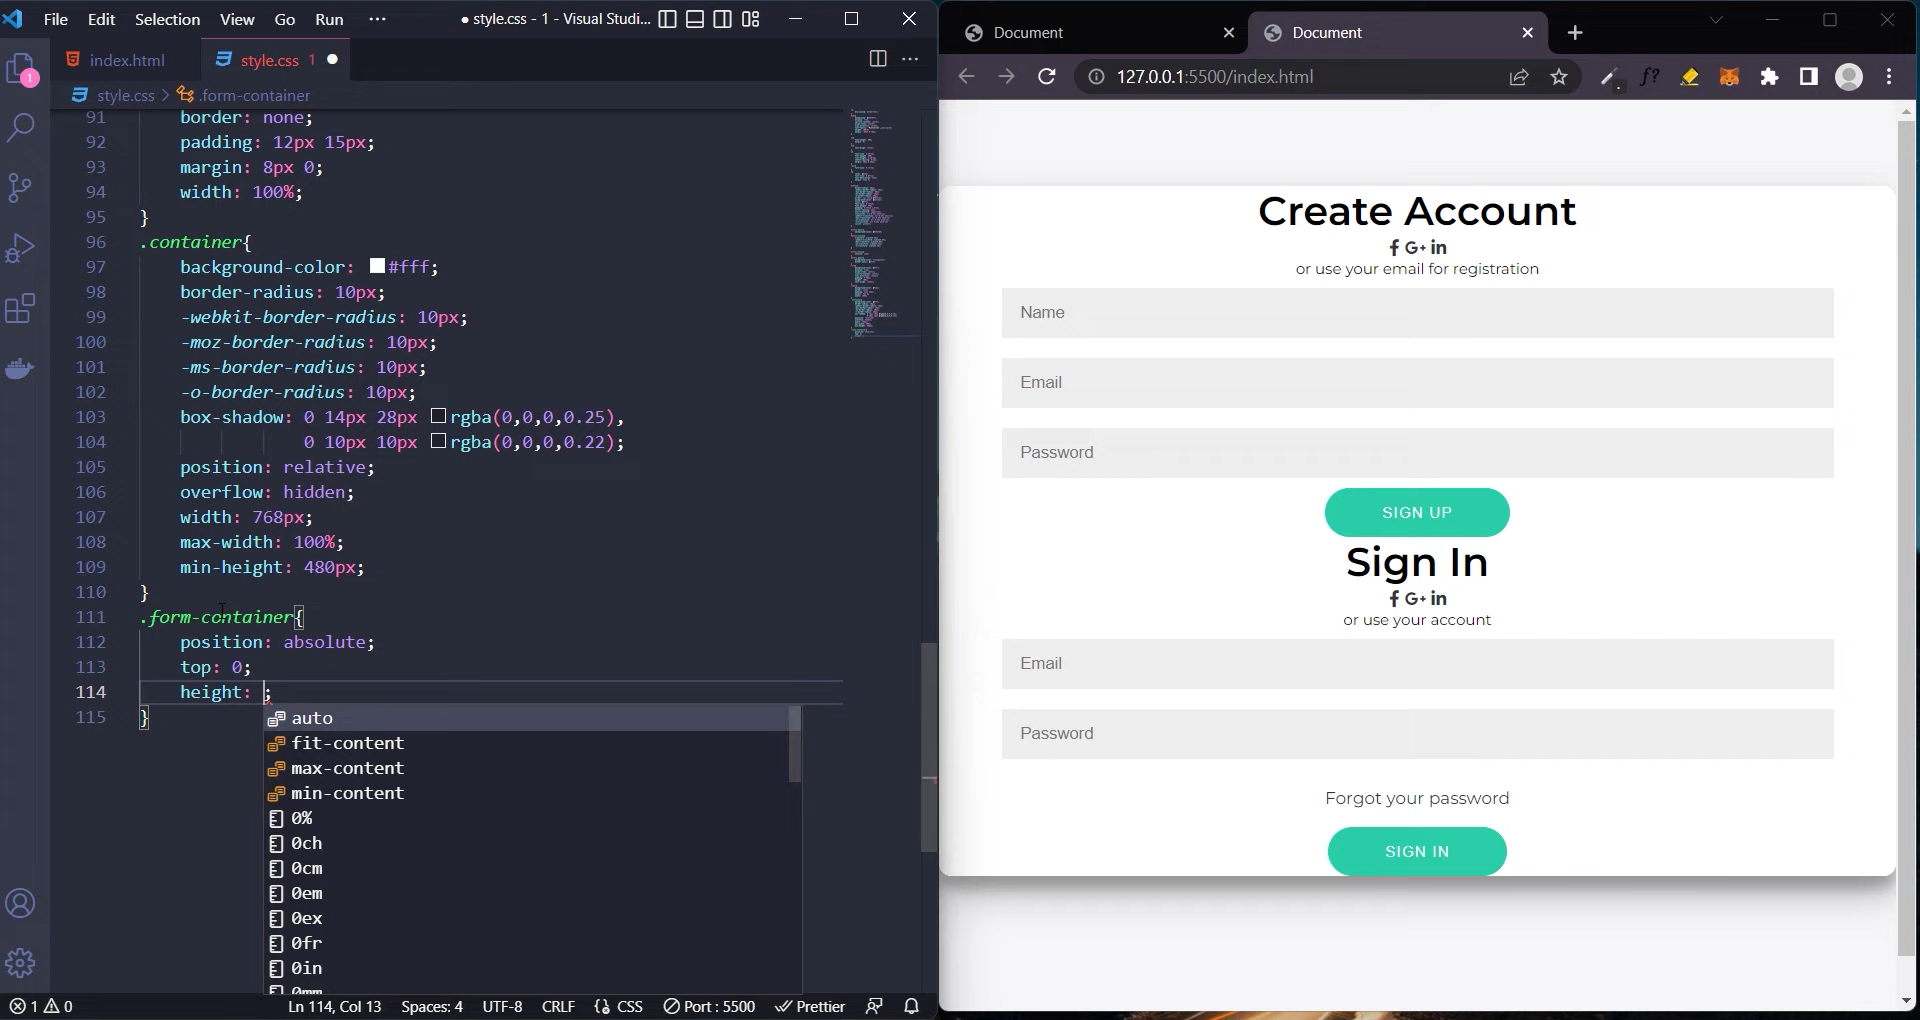 File Edit Selection View Go Run ···
● style.css - 1 - Visual Studi...
index.html
style.css 1 ●
style.css > .form-container
91 border: none;
92 padding: 12px 15px;
93 margin: 8px 0;
94 width: 100%;
95 }
96 .container{
97 background-color: #fff;
98 border-radius: 10px;
99 -webkit-border-radius: 10px;
100 -moz-border-radius: 10px;
101 -ms-border-radius: 10px;
102 -o-border-radius: 10px;
103 box-shadow: 0 14px 28px rgba(0,0,0,0.25),
104 0 10px 10px rgba(0,0,0,0.22);
105 position: relative;
106 overflow: hidden;
107 width: 768px;
108 max-width: 100%;
109 min-height: 480px;
110 }
111 .form-container{
112 position: absolute;
113 top: 0;
114 height: ;
115 }
auto
fit-content
max-content
min-content
0%
0ch
0cm
0em
0ex
0fr
0in
0mm
1
1 0
Ln 114, Col 13 Spaces: 4 UTF-8 CRLF {} CSS Port : 5500 Prettier
Document
Document
127.0.0.1:5500/index.html
f?
Create Account
f G+ in
or use your email for registration
Name
Email
Password
SIGN UP
Sign In
f G+ in
or use your account
Email
Password
Forgot your password
SIGN IN